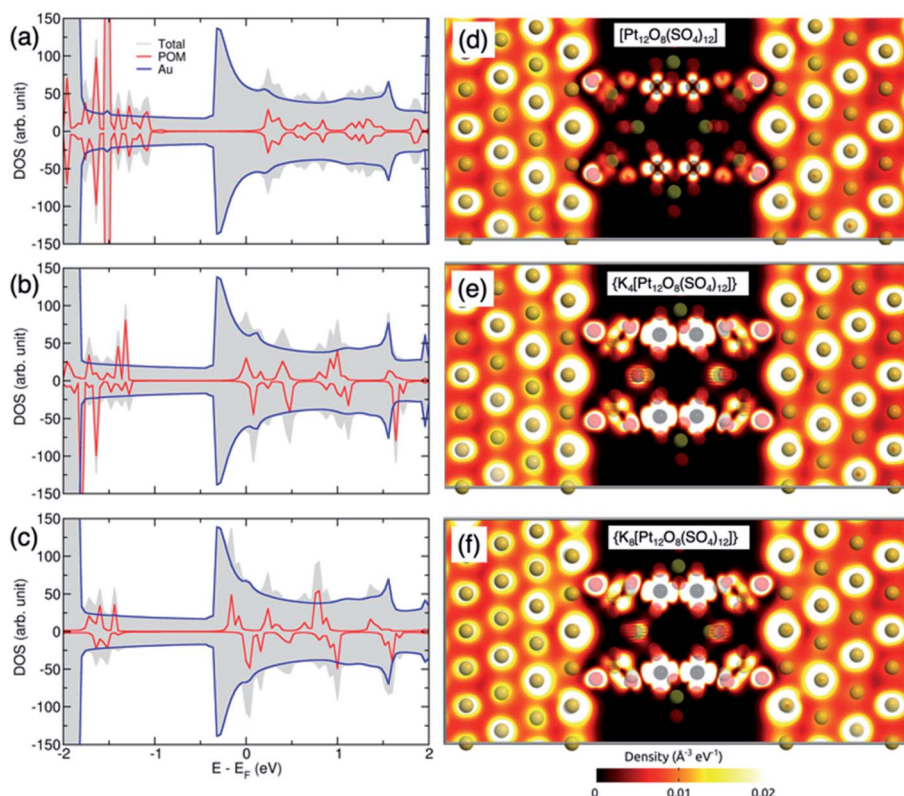 (a)
Total
POM
Au
DOS (arb. unit)
150
100
50
0
-50
-100
-150
(d)
[Pt₁₂O₈(SO₄)₁₂]
(b)
DOS (arb. unit)
150
100
50
0
-50
-100
150
(e)
{K₄[Pt₁₂O₈(SO₄)₁₂]}
(c)
DOS (arb. unit)
150
100
50
0
-50
-100
150
-2 -1 0 1 2
E - E_F (eV)
(f)
{K₈[Pt₁₂O₈(SO₄)₁₂]}
Density (Å⁻³ eV⁻¹)
0 0.01 0.02